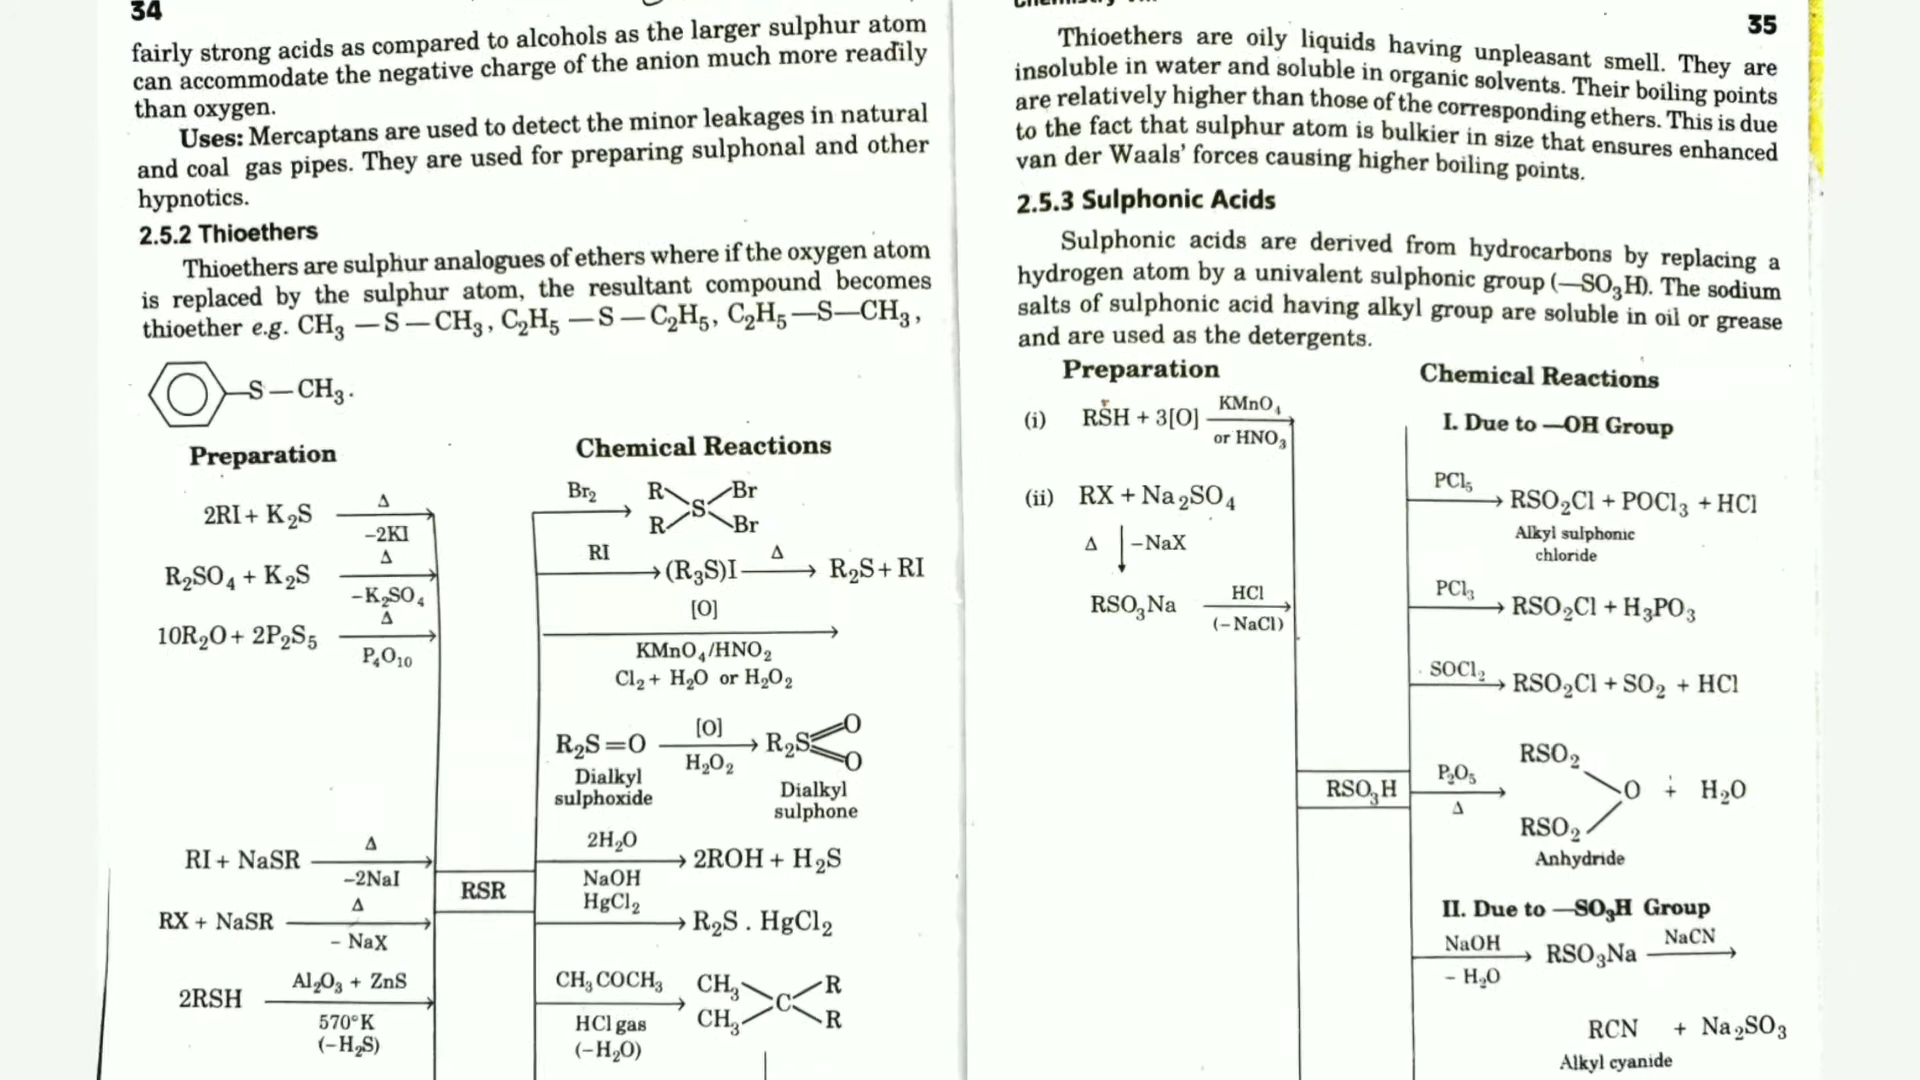 34
fairly strong acids as compared to alcohols as the larger sulphur atom
can accommodate the negative charge of the anion much more readily
than oxygen.
Uses: Mercaptans are used to detect the minor leakages in natural
and coal gas pipes. They are used for preparing sulphonal and other
hypnotics.
2.5.2 Thioethers
Thioethers are sulphur analogues of ethers where if the oxygen atom
is replaced by the sulphur atom, the resultant compound becomes
thioether e.g. CH₃ —S—CH₃, C₂H₅ —S—C₂H₅, C₂H₅—S—CH₃,
S—CH₃.
Preparation
2RI + K₂S Δ
-2KI
R₂SO₄ + K₂S Δ
-K₂SO₄
10R₂O + 2P₂S₅ Δ
P₄O₁₀
RI + NaSR Δ
-2NaI
RX + NaSR Δ
- NaX
2RSH Al₂O₃ + ZnS
570°K
(-H₂S)
RSR
Chemical Reactions
Br₂ R Br
S
R Br
RI (R₃S)I Δ R₂S + RI
[O]
KMnO₄/HNO₂
Cl₂ + H₂O or H₂O₂
R₂S=O [O] R₂S O
H₂O₂ O
Dialkyl
sulphoxide
Dialkyl
sulphone
2H₂O 2ROH + H₂S
NaOH
HgCl₂ R₂S . HgCl₂
CH₃COCH₃ CH₃ R
C
HCl gas CH₃ R
(-H₂O)
35
Thioethers are oily liquids having unpleasant smell. They are
insoluble in water and soluble in organic solvents. Their boiling points
are relatively higher than those of the corresponding ethers. This is due
to the fact that sulphur atom is bulkier in size that ensures enhanced
van der Waals' forces causing higher boiling points.
2.5.3 Sulphonic Acids
Sulphonic acids are derived from hydrocarbons by replacing a
hydrogen atom by a univalent sulphonic group (—SO₃H). The sodium
salts of sulphonic acid having alkyl group are soluble in oil or grease
and are used as the detergents.
Preparation
(i) RSH + 3[O] KMnO₄
or HNO₃
(ii) RX + Na₂SO₄
Δ -NaX
RSO₃Na HCl
(- NaCl)
RSO₃H
Chemical Reactions
I. Due to —OH Group
PCl₅ RSO₂Cl + POCl₃ + HCl
Alkyl sulphonic
chloride
PCl₃ RSO₂Cl + H₃PO₃
SOCl₂ RSO₂Cl + SO₂ + HCl
RSO₂
P₂O₅ O + H₂O
Δ
RSO₂
Anhydride
II. Due to —SO₃H Group
NaOH RSO₃Na NaCN
- H₂O
RCN + Na₂SO₃
Alkyl cyanide